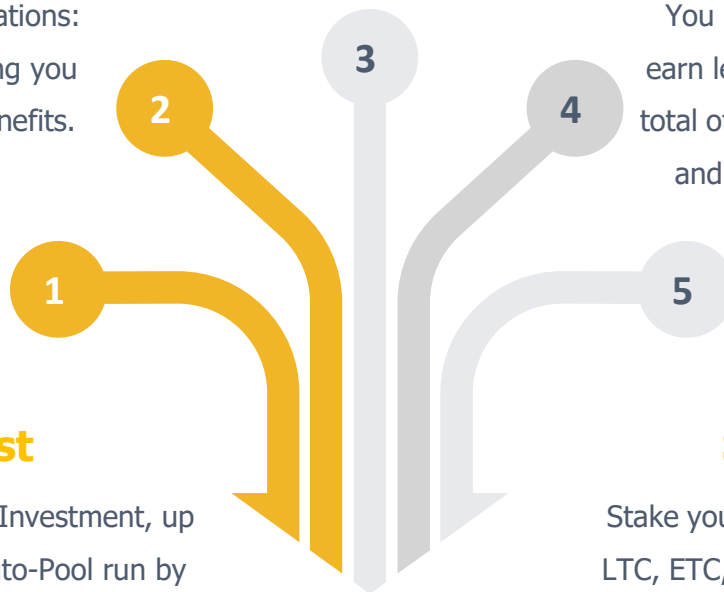 ations:
ng you
nefits.
2
1
3
You
earn le
total of
and
4
5
st
Investment, up
to-Pool run by
Stake you
LTC, ETC,